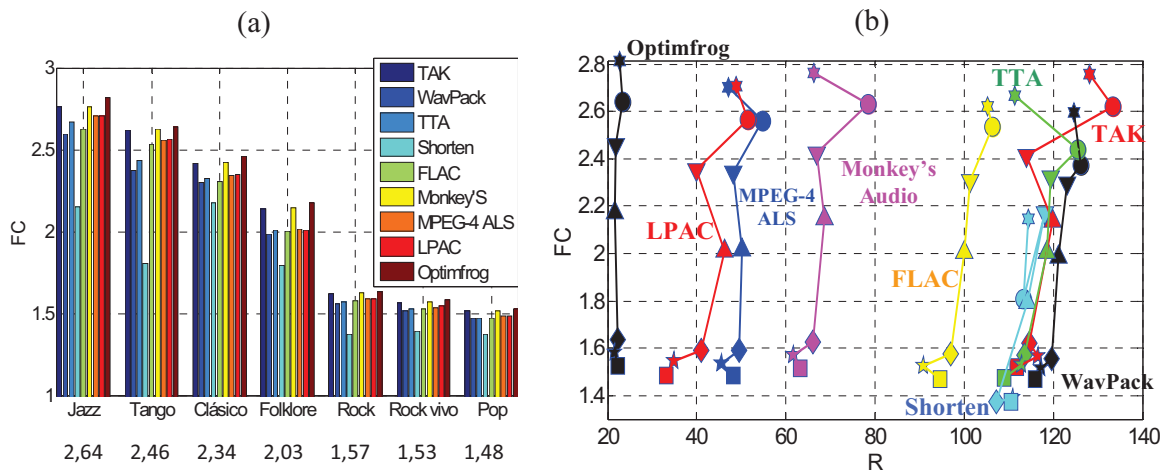 (a)
FC
3
2.5
2
1.5
1
TAK
WavPack
TTA
Shorten
FLAC
Monkey'S
MPEG-4 ALS
LPAC
Optimfrog
Jazz Tango Clásico Folklore Rock Rock vivo Pop
2,64 2,46 2,34 2,03 1,57 1,53 1,48
(b)
FC
2.8
2.6
2.4
2.2
2
1.8
1.6
1.4
Optimfrog
TTA
TAK
Monkey's
Audio
MPEG-4
ALS
LPAC
FLAC
WavPack
Shorten
20 40 60 80 100 120 140
R